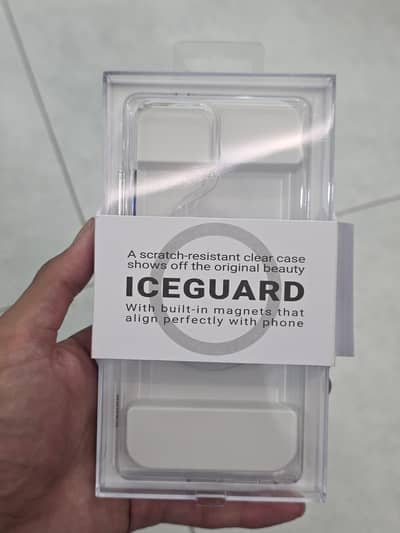 A scratch-resistant clear case
shows off the original beauty
ICEGUARD
With built-in magnets that
align perfectly with phone